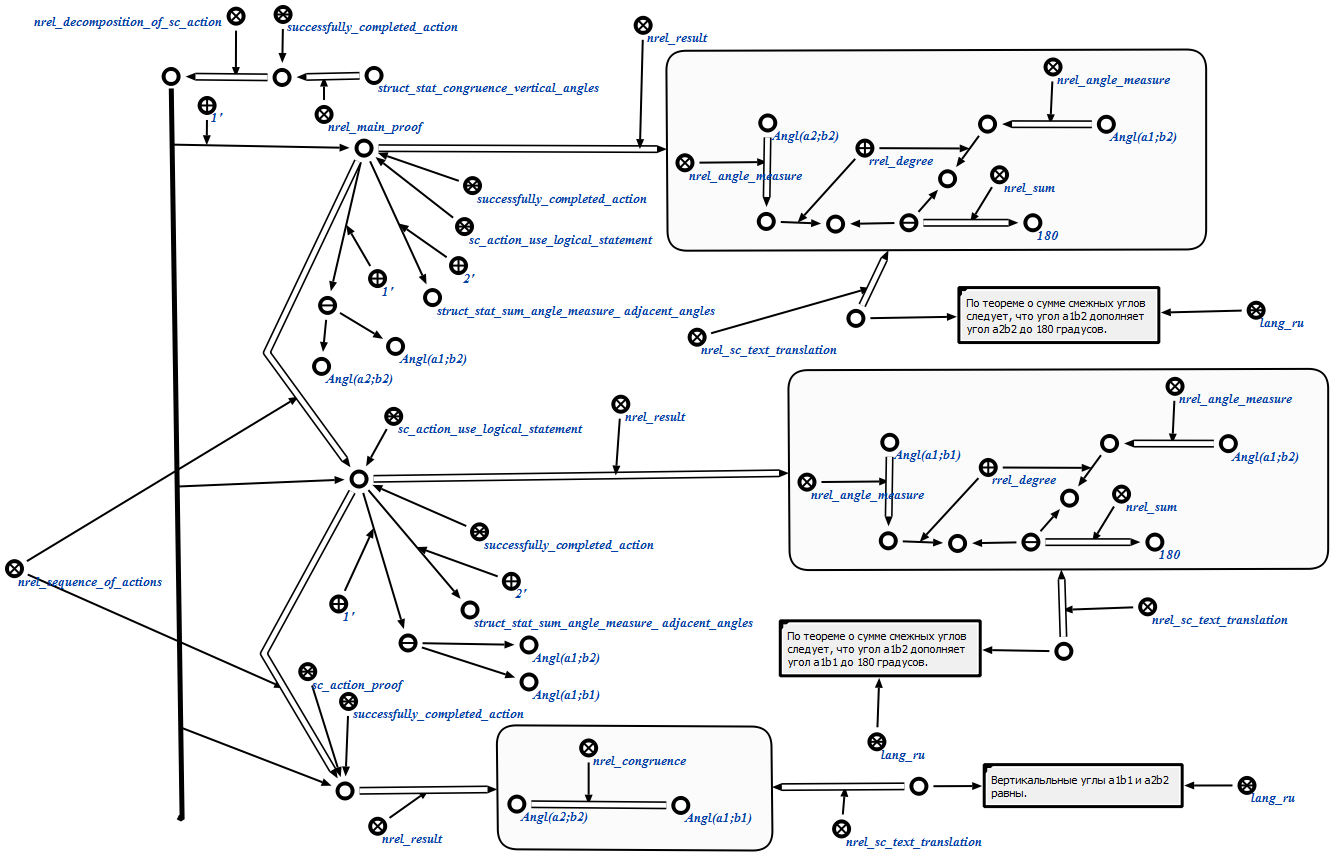 nrel_decomposition_of_sc_action
successfully_completed_action
nrel_result
struct_stat_congruence_vertical_angles
nrel_angle_measure
1'
nrel_main_proof
Angl(a2;b2)
Angl(a1;b2)
rrel_degree
nrel_angle_measure
nrel_sum
successfully_completed_action
sc_action_use_logical_statement
180
2'
1'
struct_stat_sum_angle_measure_ adjacent_angles
По теореме о сумме смежных углов
следует, что угол a1b2 дополняет
угол a2b2 до 180 градусов.
lang_ru
nrel_sc_text_translation
Angl(a1;b2)
Angl(a2;b2)
nrel_angle_measure
sc_action_use_logical_statement
nrel_result
Angl(a1;b1)
Angl(a1;b2)
rrel_degree
nrel_angle_measure
nrel_sum
successfully_completed_action
180
nrel_sequence_of_actions
2'
1'
struct_stat_sum_angle_measure_ adjacent_angles
nrel_sc_text_translation
По теореме о сумме смежных углов
следует, что угол a1b2 дополняет
угол a1b1 до 180 градусов.
Angl(a1;b2)
sc_action_proof
Angl(a1;b1)
successfully_completed_action
lang_ru
nrel_congruence
Вертикалльные углы a1b1 и a2b2
равны.
lang_ru
Angl(a2;b2)
Angl(a1;b1)
nrel_result
nrel_sc_text_translation